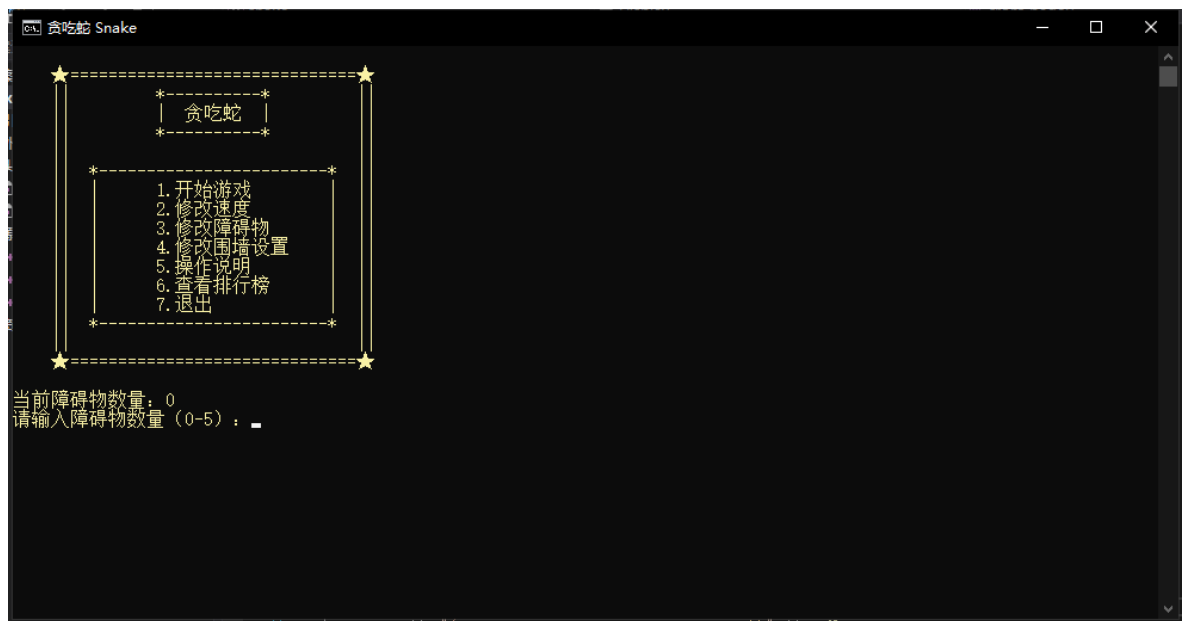 贪吃蛇 Snake
★==============================★
*----------*
| 贪吃蛇 |
*----------*
*------------------------*
1.开始游戏
2.修改速度
3.修改障碍物
4.修改围墙设置
5.操作说明
6.查看排行榜
7.退出
*------------------------*
★==============================★
当前障碍物数量：0
请输入障碍物数量（0-5）：